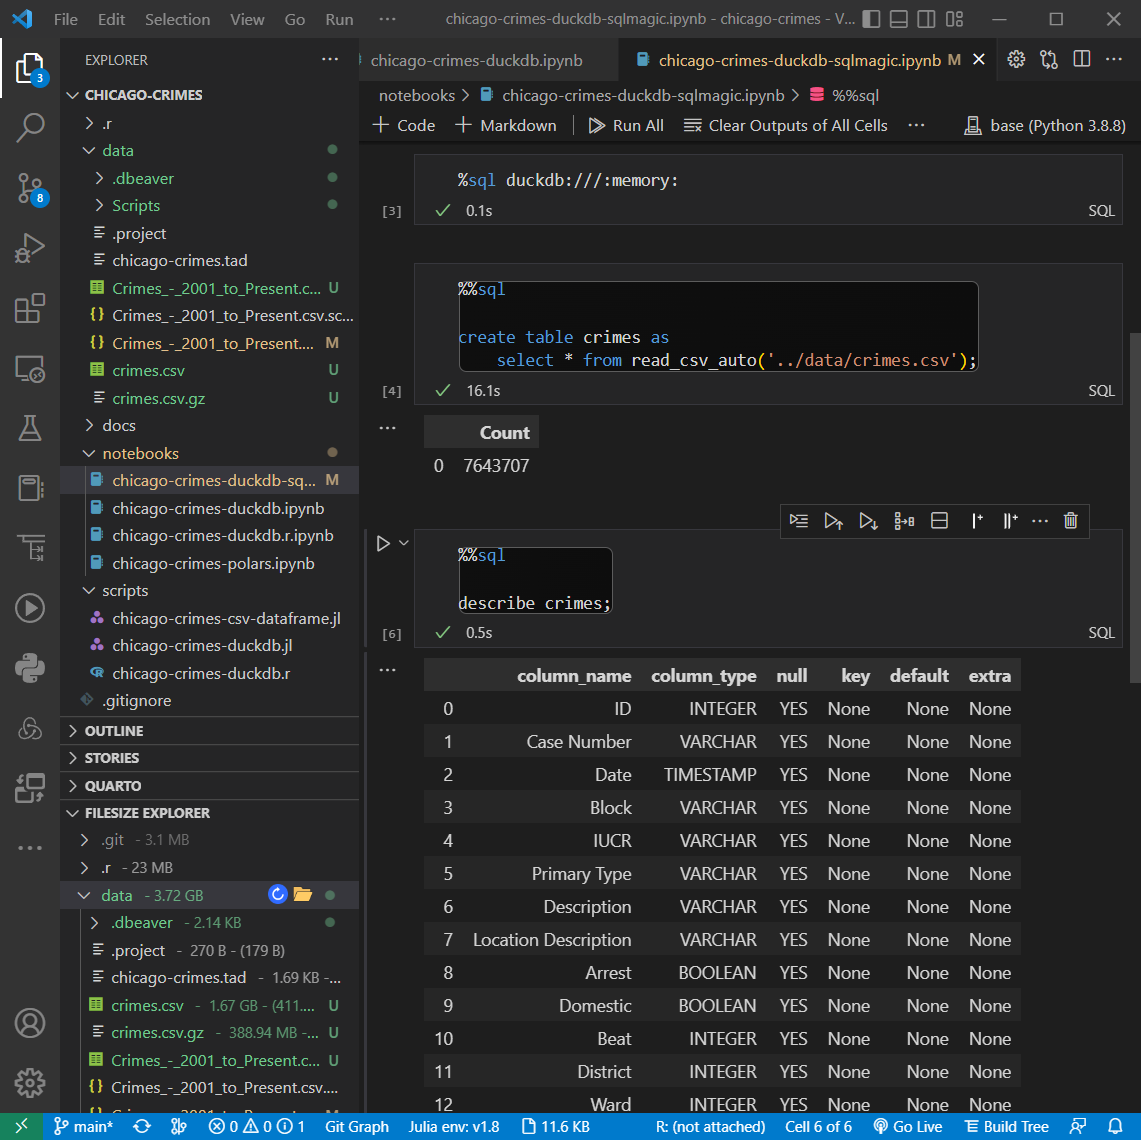 File Edit Selection View Go Run ··· chicago-crimes-duckdb-sqlmagic.ipynb - chicago-crimes - V...
3
8
EXPLORER ···
CHICAGO-CRIMES
.r
data
.dbeaver
Scripts
.project
chicago-crimes.tad
Crimes_-_2001_to_Present.c... U
Crimes_-_2001_to_Present.csv.sc...
Crimes_-_2001_to_Present.... M
crimes.csv U
crimes.csv.gz U
docs
notebooks
chicago-crimes-duckdb-sq... M
chicago-crimes-duckdb.ipynb
chicago-crimes-duckdb.r.ipynb
chicago-crimes-polars.ipynb
scripts
chicago-crimes-csv-dataframe.jl
chicago-crimes-duckdb.jl
chicago-crimes-duckdb.r
.gitignore
OUTLINE
STORIES
QUARTO
FILESIZE EXPLORER
.git - 3.1 MB
.r - 23 MB
data - 3.72 GB
.dbeaver - 2.14 KB
.project - 270 B - (179 B)
chicago-crimes.tad - 1.69 KB -...
crimes.csv - 1.67 GB - (411.... U
crimes.csv.gz - 388.94 MB -... U
Crimes_-_2001_to_Present.c... U
Crimes_-_2001_to_Present.csv....
chicago-crimes-duckdb.ipynb chicago-crimes-duckdb-sqlmagic.ipynb M
notebooks > chicago-crimes-duckdb-sqlmagic.ipynb > %%sql
Code Markdown Run All Clear Outputs of All Cells ··· base (Python 3.8.8)
%sql duckdb:///:memory:
[3] 0.1s SQL
%%sql
create table crimes as
select * from read_csv_auto('../data/crimes.csv');
[4] 16.1s SQL
Count
0 7643707
%%sql
describe crimes;
[6] 0.5s SQL
column_name column_type null key default extra
0 ID INTEGER YES None None None
1 Case Number VARCHAR YES None None None
2 Date TIMESTAMP YES None None None
3 Block VARCHAR YES None None None
4 IUCR VARCHAR YES None None None
5 Primary Type VARCHAR YES None None None
6 Description VARCHAR YES None None None
7 Location Description VARCHAR YES None None None
8 Arrest BOOLEAN YES None None None
9 Domestic BOOLEAN YES None None None
10 Beat INTEGER YES None None None
11 District INTEGER YES None None None
12 Ward INTEGER YES None None None
main* 0 0 1 Git Graph Julia env: v1.8 11.6 KB R: (not attached) Cell 6 of 6 Go Live Build Tree